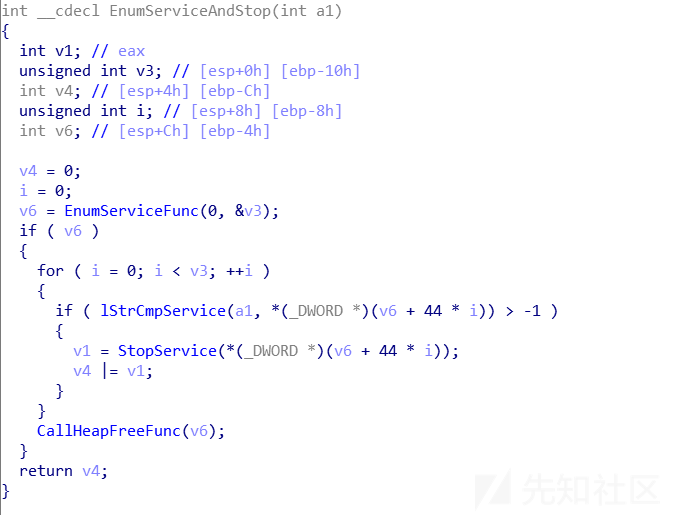 int __cdecl EnumServiceAndStop(int a1)
{
  int v1; // eax
  unsigned int v3; // [esp+0h] [ebp-10h]
  int v4; // [esp+4h] [ebp-Ch]
  unsigned int i; // [esp+8h] [ebp-8h]
  int v6; // [esp+Ch] [ebp-4h]

  v4 = 0;
  i = 0;
  v6 = EnumServiceFunc(0, &v3);
  if ( v6 )
  {
    for ( i = 0; i < v3; ++i )
    {
      if ( lStrCmpService(a1, *(_DWORD *)(v6 + 44 * i)) > -1 )
      {
        v1 = StopService(*(_DWORD *)(v6 + 44 * i));
        v4 |= v1;
      }
    }
    CallHeapFreeFunc(v6);
  }
  return v4;
}
先知社区